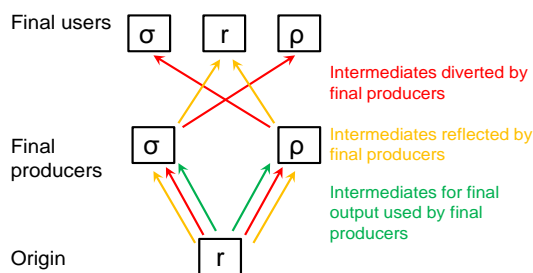 Final users
σ r ρ
Intermediates diverted by
final producers
Final
producers
σ ρ
Intermediates reflected by
final producers
Intermediates for final
output used by final
producers
Origin
r